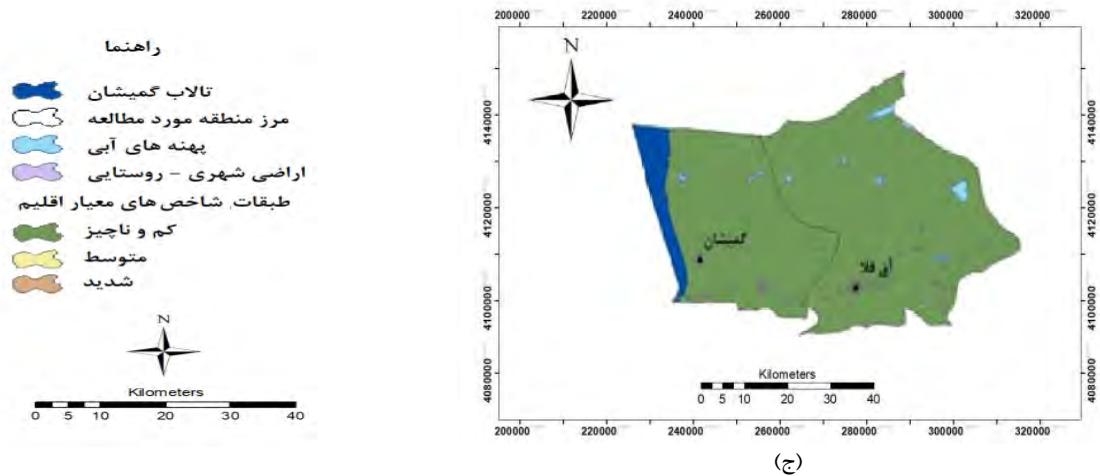 راهنما
تالاب گمیشان
مرز منطقه مورد مطالعه
پهنه های آبی
اراضی شهری - روستایی
طبقات شاخص های معیار اقلیم
کم و ناچیز
متوسط
شدید
N
Kilometers
0 5 10 20 30 40
200000 240000 260000 280000 300000 320000
N
4140000
4120000
4100000
4080000
گمیشان
آق قلا
4140000
4120000
4100000
4080000
Kilometers
0 5 10 20 30 40
200000 240000 260000 280000 300000 320000
(ج)